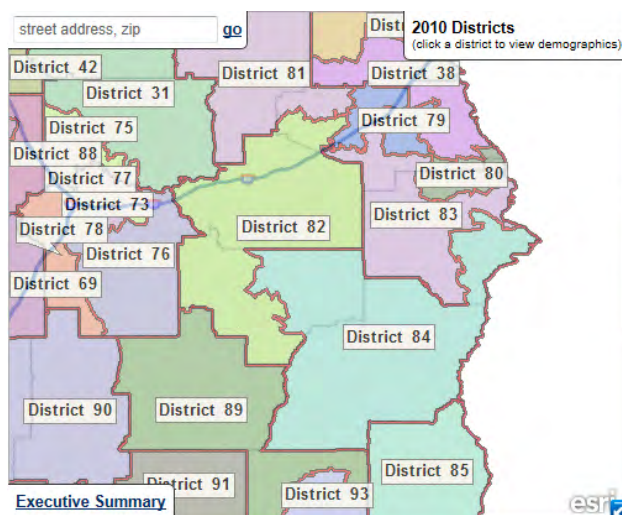 street address, zip
go
2010 Districts
(click a district to view demographics)
District 42
District 81
District 38
District 31
District 79
District 75
District 88
District 77
District 80
District 73
District 83
District 78
District 82
District 76
District 69
District 84
District 90
District 89
District 85
District 91
District 93
Executive Summary
esri